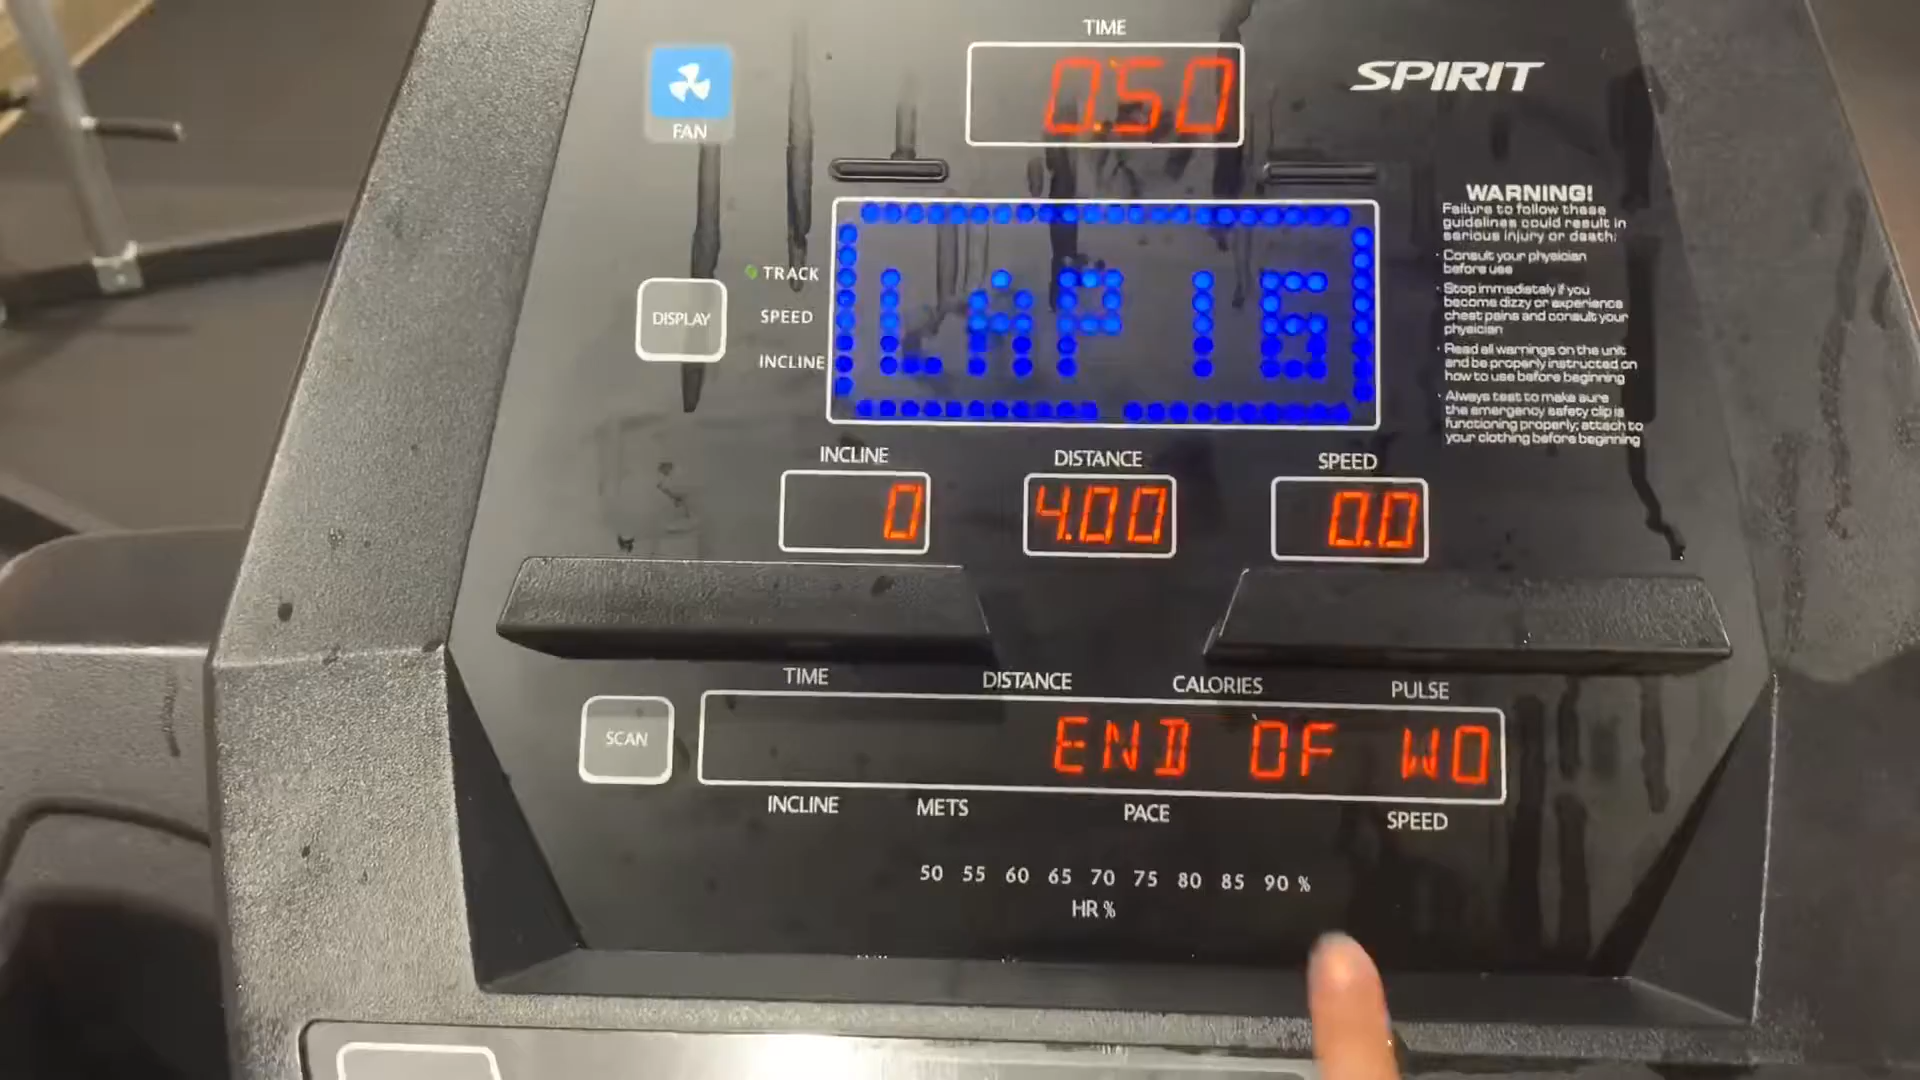 TIME
0.50
SPIRIT
FAN
WARNING!
Failure to follow these
guidelines could result in
serious injury or death:
· Consult your physician
before use
· Stop immediately if you
become dizzy or experience
chest pains and consult your
physician
· Read all warnings on the unit
and be properly instructed on
how to use before beginning
· Always test to make sure
the emergency safety clip is
functioning properly; attach to
your clothing before beginning
DISPLAY
TRACK
SPEED
INCLINE
LAP 16
INCLINE DISTANCE SPEED
0 4.00 0.0
TIME DISTANCE CALORIES PULSE
SCAN
END OF WO
INCLINE METS PACE SPEED
50 55 60 65 70 75 80 85 90 %
HR %